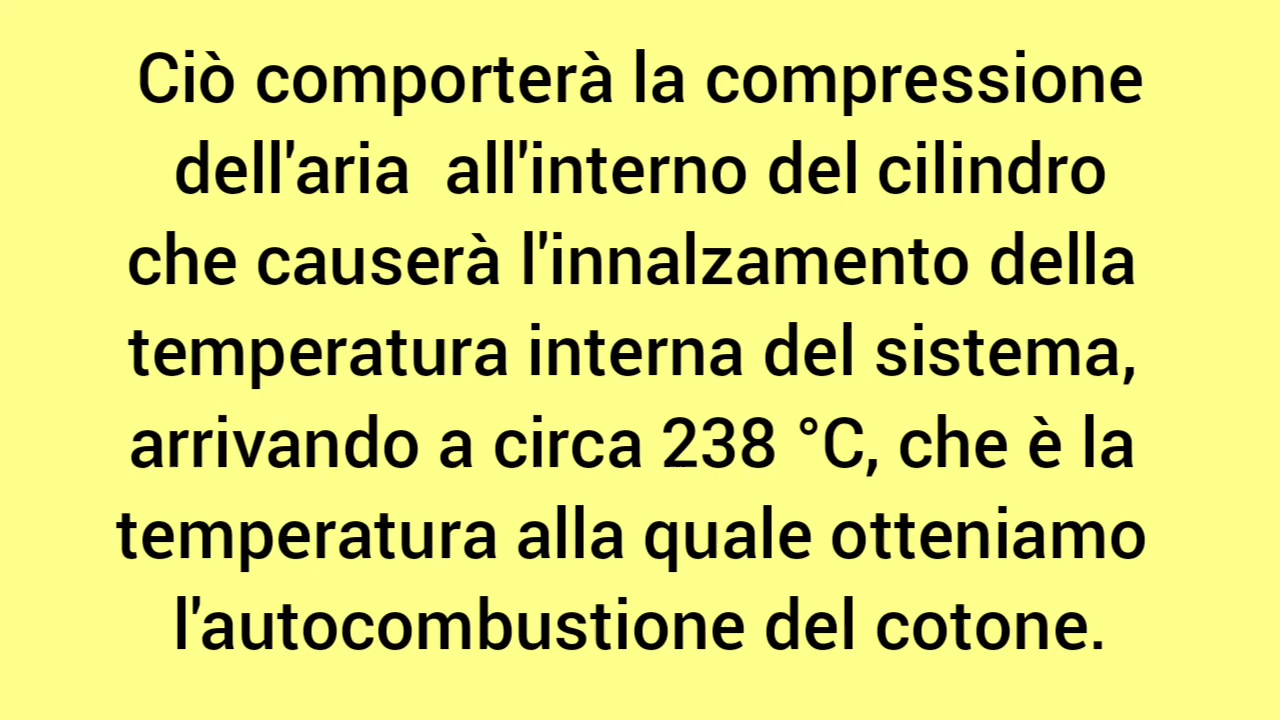 Ciò comporterà la compressione
dell'aria  all'interno del cilindro
che causerà l'innalzamento della
temperatura interna del sistema,
arrivando a circa 238 °C, che è la
temperatura alla quale otteniamo
l'autocombustione del cotone.